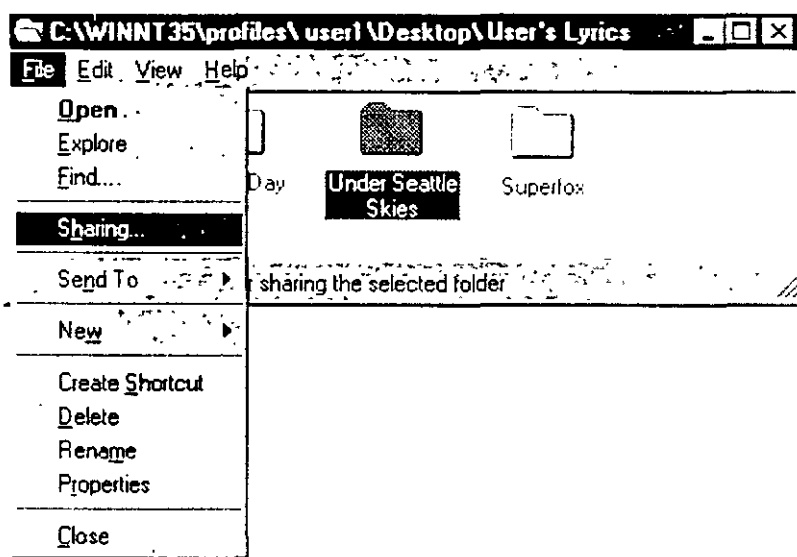 C:\WINNT35\profiles\ user1 \Desktop\ User's Lyrics
File Edit View Help
Open
Explore
Find...
Sharing...
Send To
New
Create Shortcut
Delete
Rename
Properties
Close
Day
Under Seattle
Skies
Superfox
sharing the selected folder